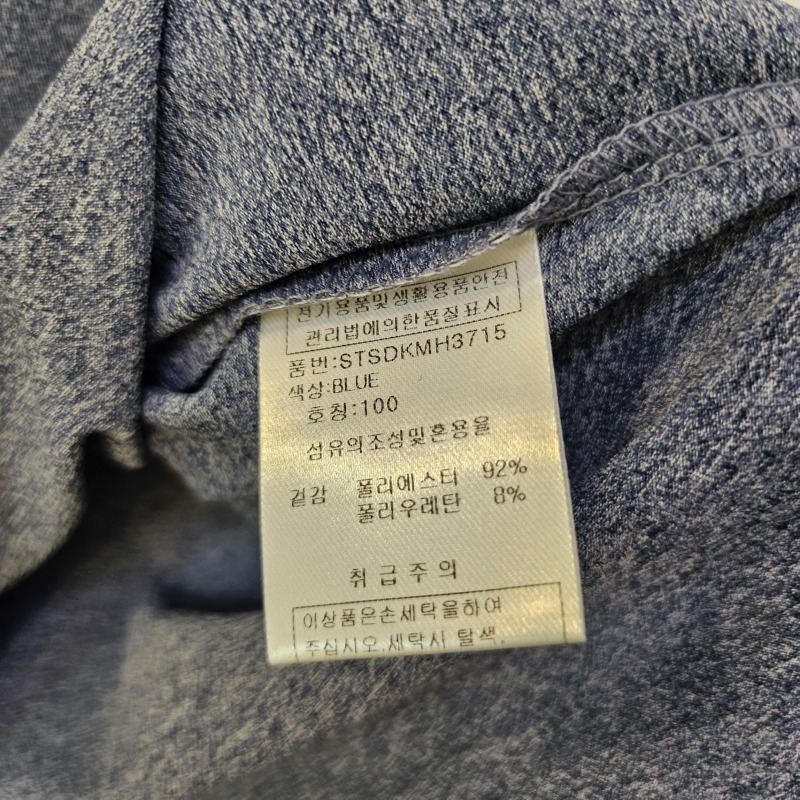 전기용품및생활용품안전
관리법에의한품질표시
품번:STSDKMH3715
색상:BLUE
호칭:100
섬유의조성및혼용율
겉감 폴리에스터 92%
폴리우레탄 8%
취급주의
이상품은손세탁을하여
주십시오.세탁시 탈색.